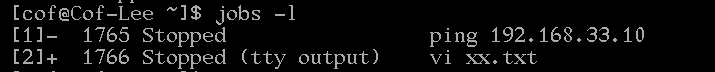 [cof@Cof-Lee ~]$ jobs -l
[1]-  1765 Stopped                 ping 192.168.33.10
[2]+  1766 Stopped (tty output)    vi xx.txt